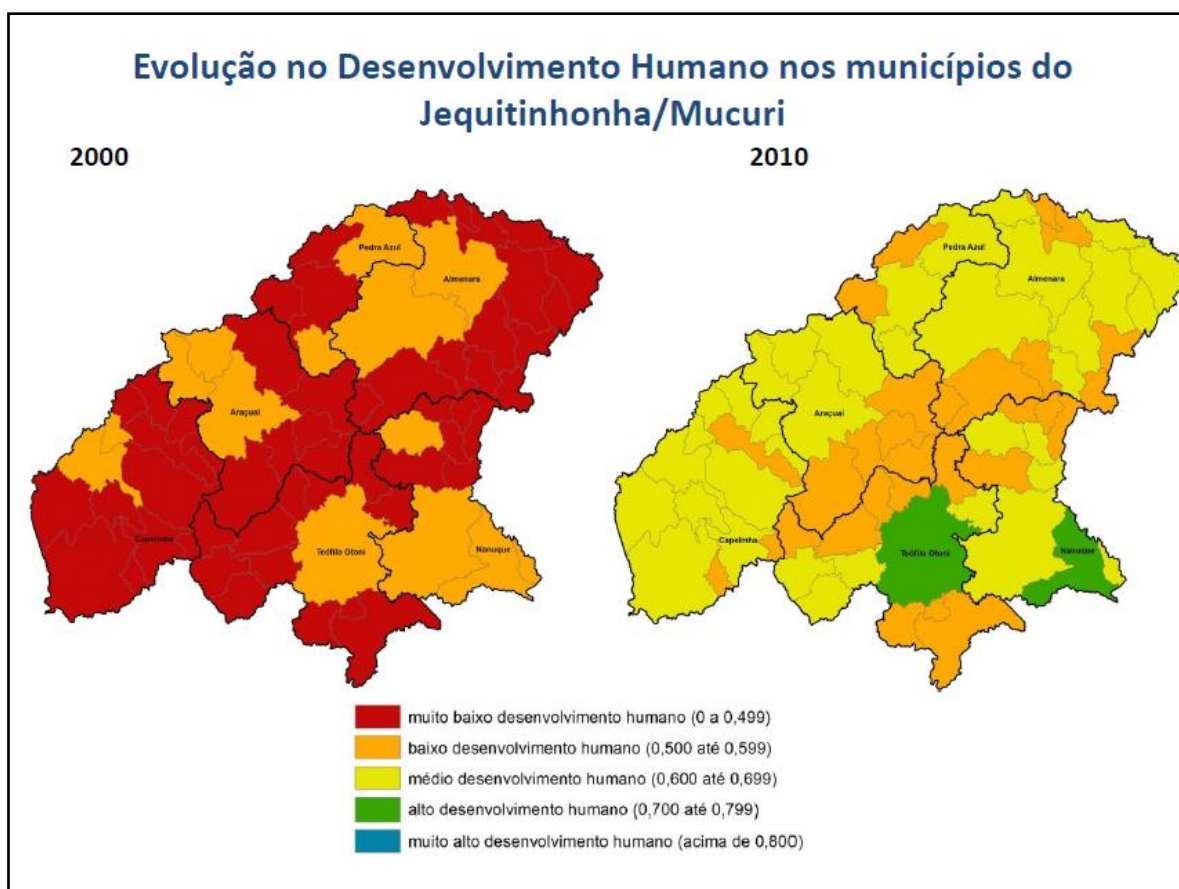 Evolução no Desenvolvimento Humano nos municípios do
Jequitinhonha/Mucuri
2000
2010
Pedra Azul
Almenara
Araçuaí
Capelinha
Teófilo Otoni
Nanuque
Pedra Azul
Almenara
Araçuaí
Capelinha
Teófilo Otoni
Nanuque
muito baixo desenvolvimento humano (0 a 0,499)
baixo desenvolvimento humano (0,500 até 0,599)
médio desenvolvimento humano (0,600 até 0,699)
alto desenvolvimento humano (0,700 até 0,799)
muito alto desenvolvimento humano (acima de 0,800)